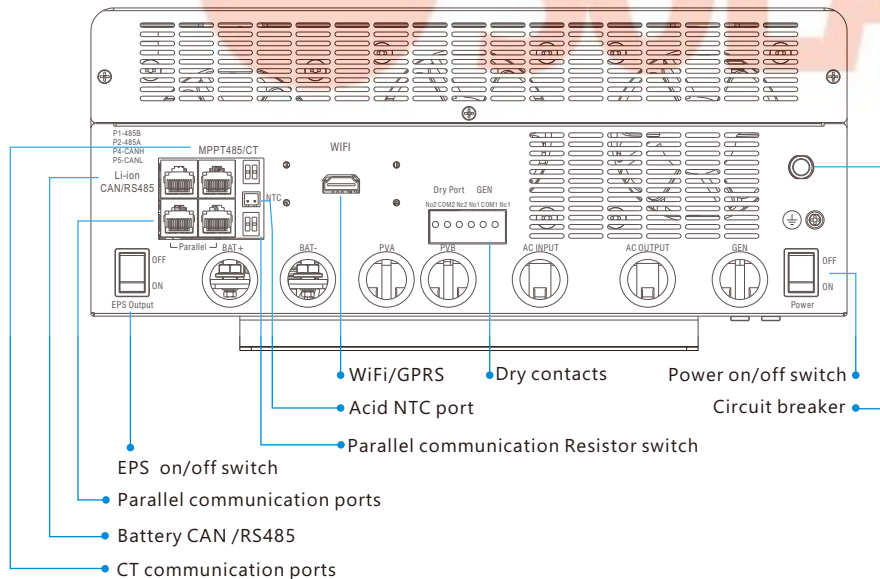 SOLA
P1-485B
P2-485A
P4-CANH
P5-CANL
MPPT485/CT
WIFI
Li-ion
CAN/RS485
NTC
Dry Port GEN
No2 COM2 Nc2 No1 COM1 Nc1
Parallel
BAT+ BAT- PVA PVB AC INPUT AC OUTPUT GEN
OFF
ON
EPS Output
OFF
ON
Power
WiFi/GPRS
Dry contacts
Power on/off switch
Acid NTC port
Circuit breaker
Parallel communication Resistor switch
EPS on/off switch
Parallel communication ports
Battery CAN /RS485
CT communication ports